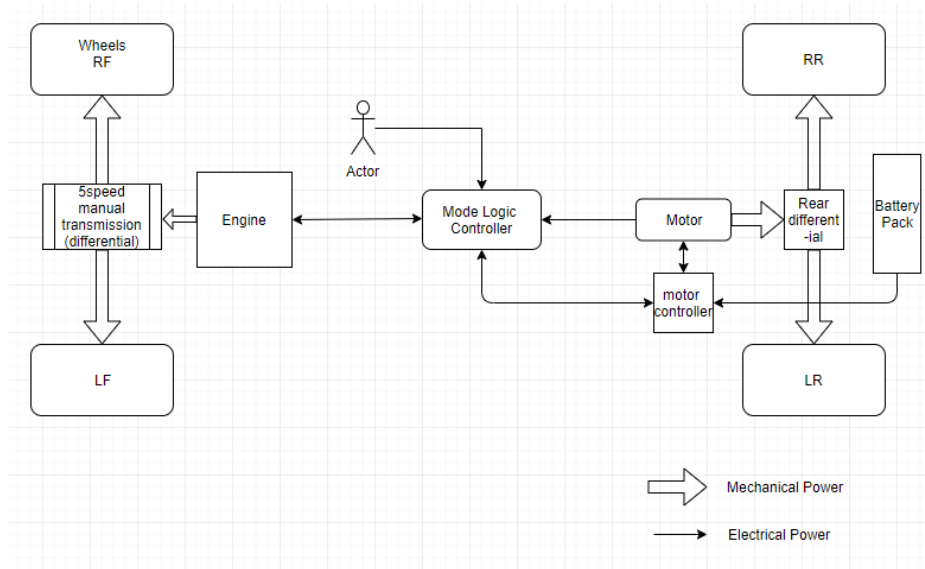 Wheels
RF
RR
Actor
5speed
manual
transmission
(differential)
Engine
Mode Logic
Controller
Motor
Rear
different
-ial
Battery
Pack
motor
controller
LF
LR
Mechanical Power
Electrical Power